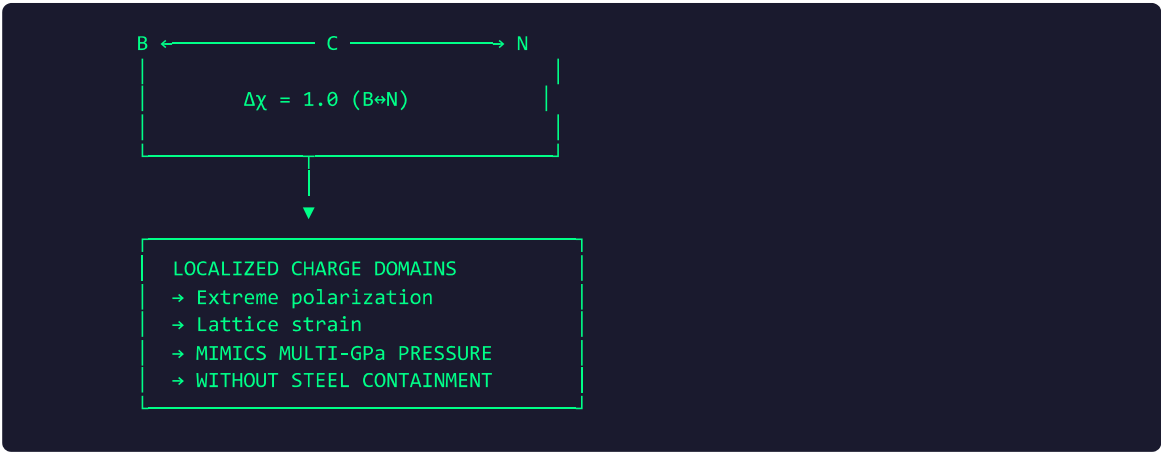 B ← C → N
Δχ = 1.0 (B↔N)
▼
LOCALIZED CHARGE DOMAINS
→ Extreme polarization
→ Lattice strain
→ MIMICS MULTI-GPa PRESSURE
→ WITHOUT STEEL CONTAINMENT